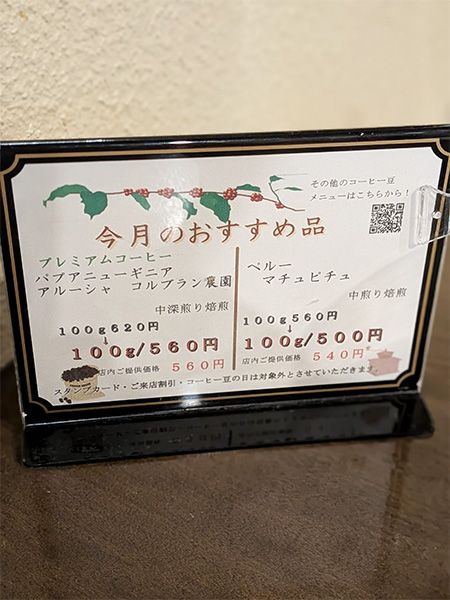 その他のコーヒー豆
メニューはこちらから！
今月のおすすめ品
プレミアムコーヒー
パプアニューギニア
アルーシャ コルブラン農園
中深煎り焙煎
100g620円
↓
100g/560円
店内ご提供価格 560円
ペルー
マチュピチュ
中煎り焙煎
100g560円
↓
100g/500円
店内ご提供価格 540円
スタンプカード・ご来店割引・コーヒー豆の日は対象外とさせていただきます。